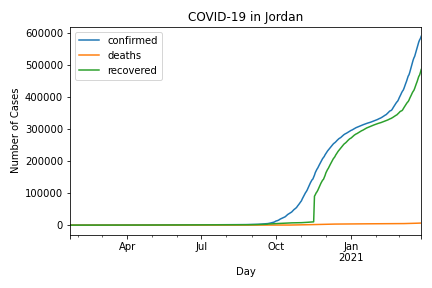 COVID-19 in Jordan
confirmed
deaths
recovered
600000
500000
400000
300000
200000
100000
0
Number of Cases
Apr
Jul
Oct
Jan
2021
Day